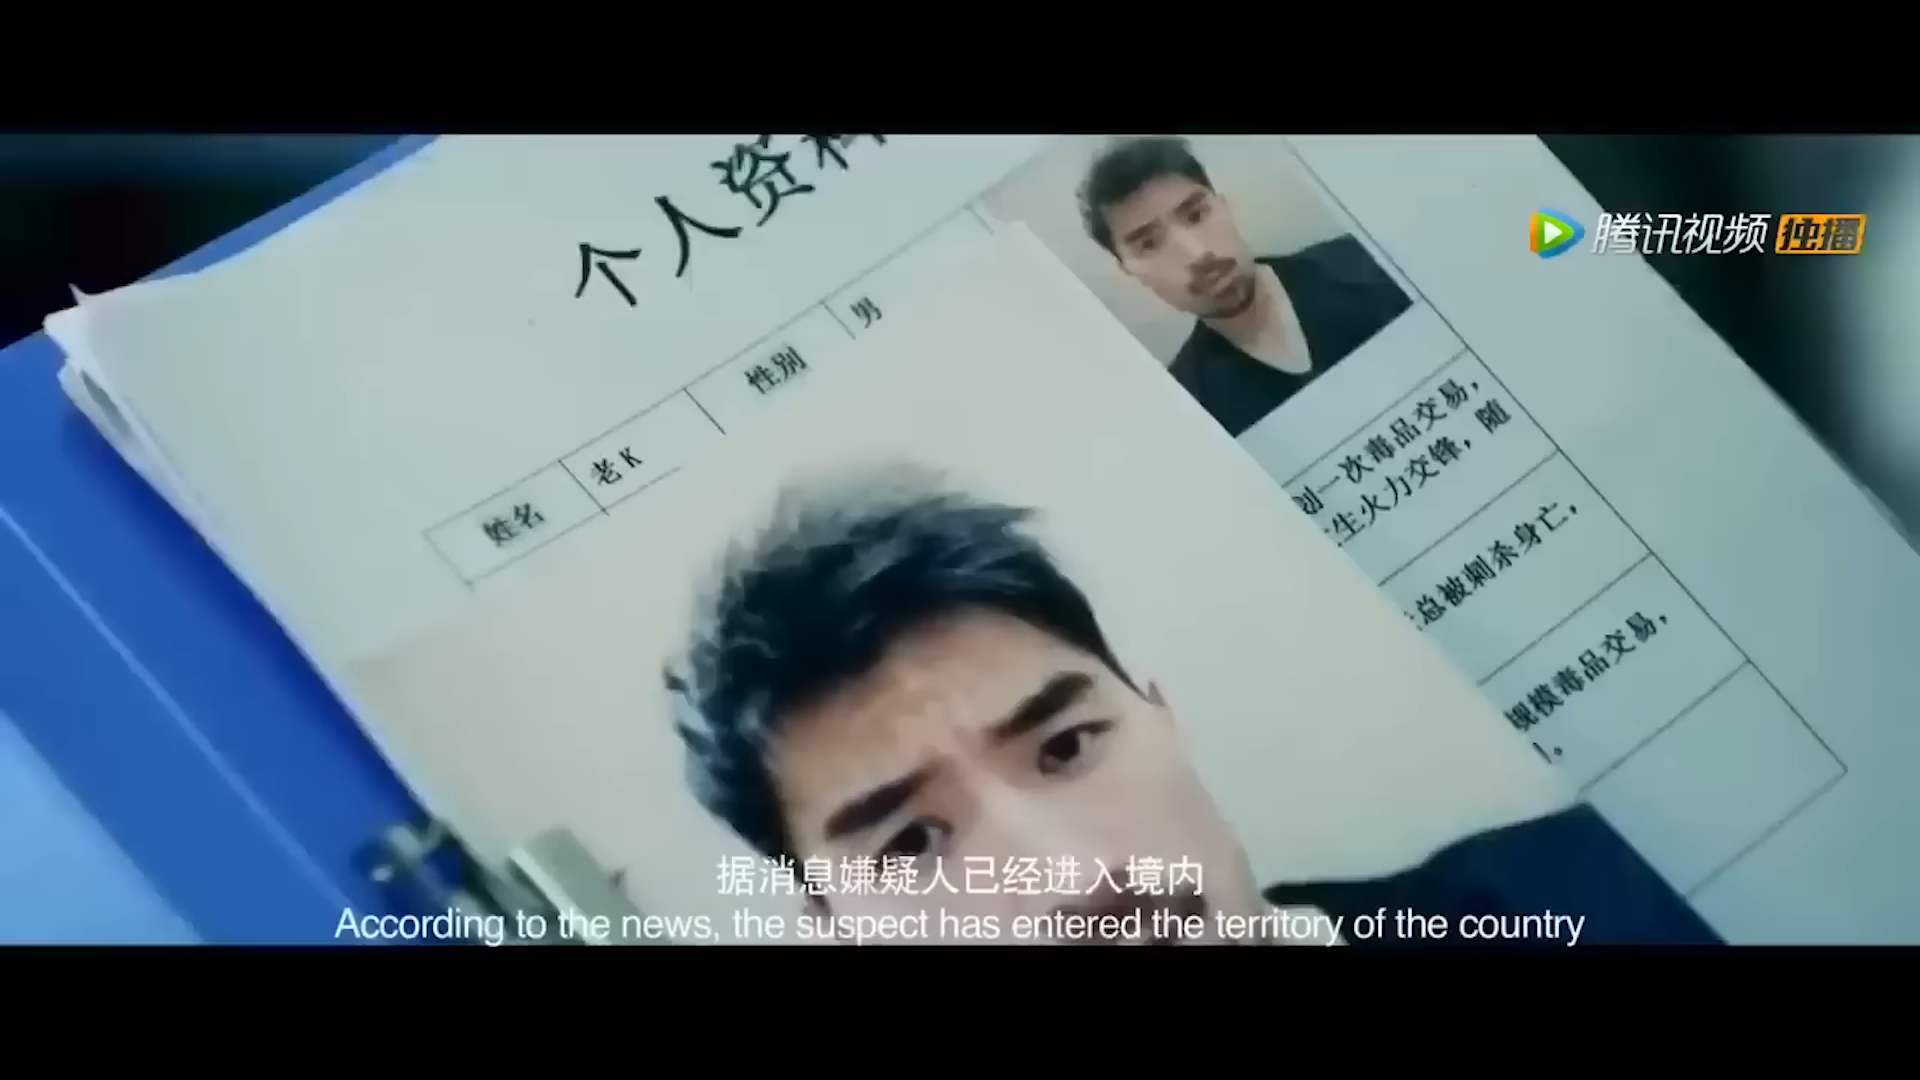 个人资料
腾讯视频 独播
姓名 老K 性别 男
划一次毒品交易,
生火力交锋,随
总被刺杀身亡,
规模毒品交易,
据消息嫌疑人已经进入境内
According to the news, the suspect has entered the territory of the country